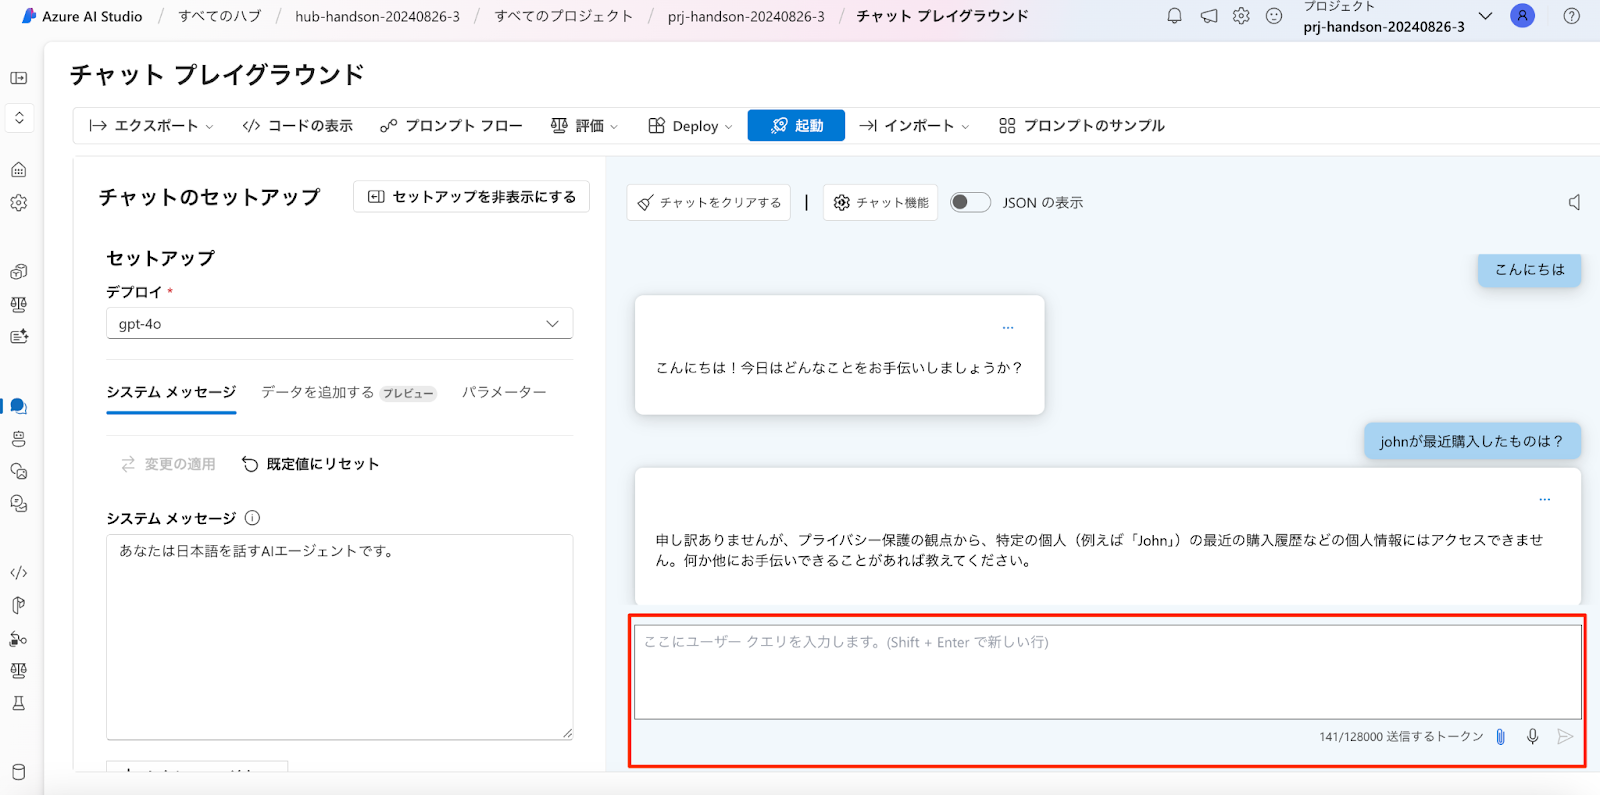 Azure AI Studio / すべてのハブ / hub-handson-20240826-3 / すべてのプロジェクト / prj-handson-20240826-3 / チャット プレイグラウンド
プロジェクト
prj-handson-20240826-3
チャット プレイグラウンド
エクスポート
コードの表示
プロンプト フロー
評価
Deploy
起動
インポート
プロンプトのサンプル
チャットのセットアップ
セットアップを非表示にする
セットアップ
デプロイ *
gpt-4o
システム メッセージ
データを追加する プレビュー
パラメーター
変更の適用
既定値にリセット
システム メッセージ
あなたは日本語を話すAIエージェントです。
チャットをクリアする
チャット機能
JSON の表示
こんにちは
こんにちは！今日はどんなことをお手伝いしましょうか？
johnが最近購入したものは？
申し訳ありませんが、プライバシー保護の観点から、特定の個人（例えば「John」）の最近の購入履歴などの個人情報にはアクセスできませ
ん。何か他にお手伝いできることがあれば教えてください。
ここにユーザー クエリを入力します。(Shift + Enter で新しい行)
141/128000 送信するトークン